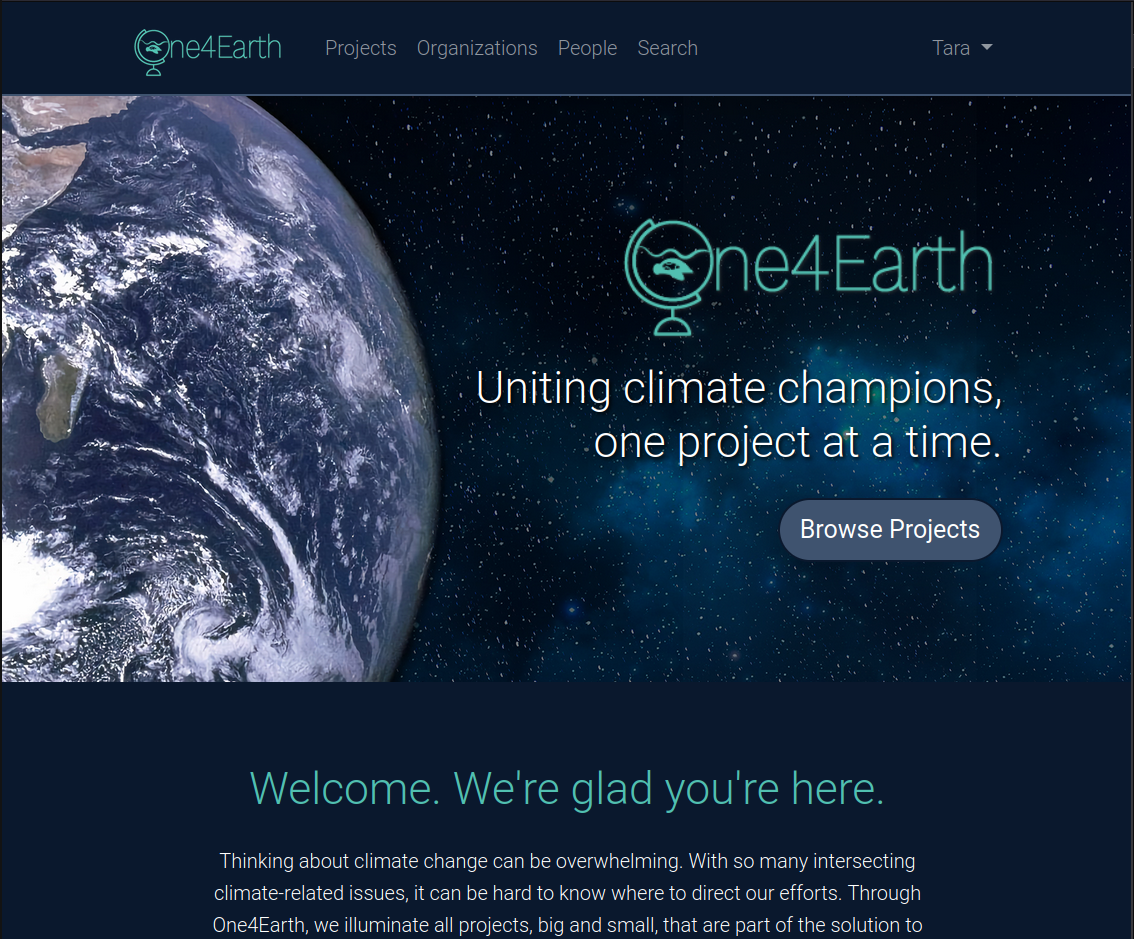 One4Earth
Projects
Organizations
People
Search
Tara
One4Earth
Uniting climate champions,
one project at a time.
Browse Projects
Welcome. We're glad you're here.
Thinking about climate change can be overwhelming. With so many intersecting
climate-related issues, it can be hard to know where to direct our efforts. Through
One4Earth, we illuminate all projects, big and small, that are part of the solution to